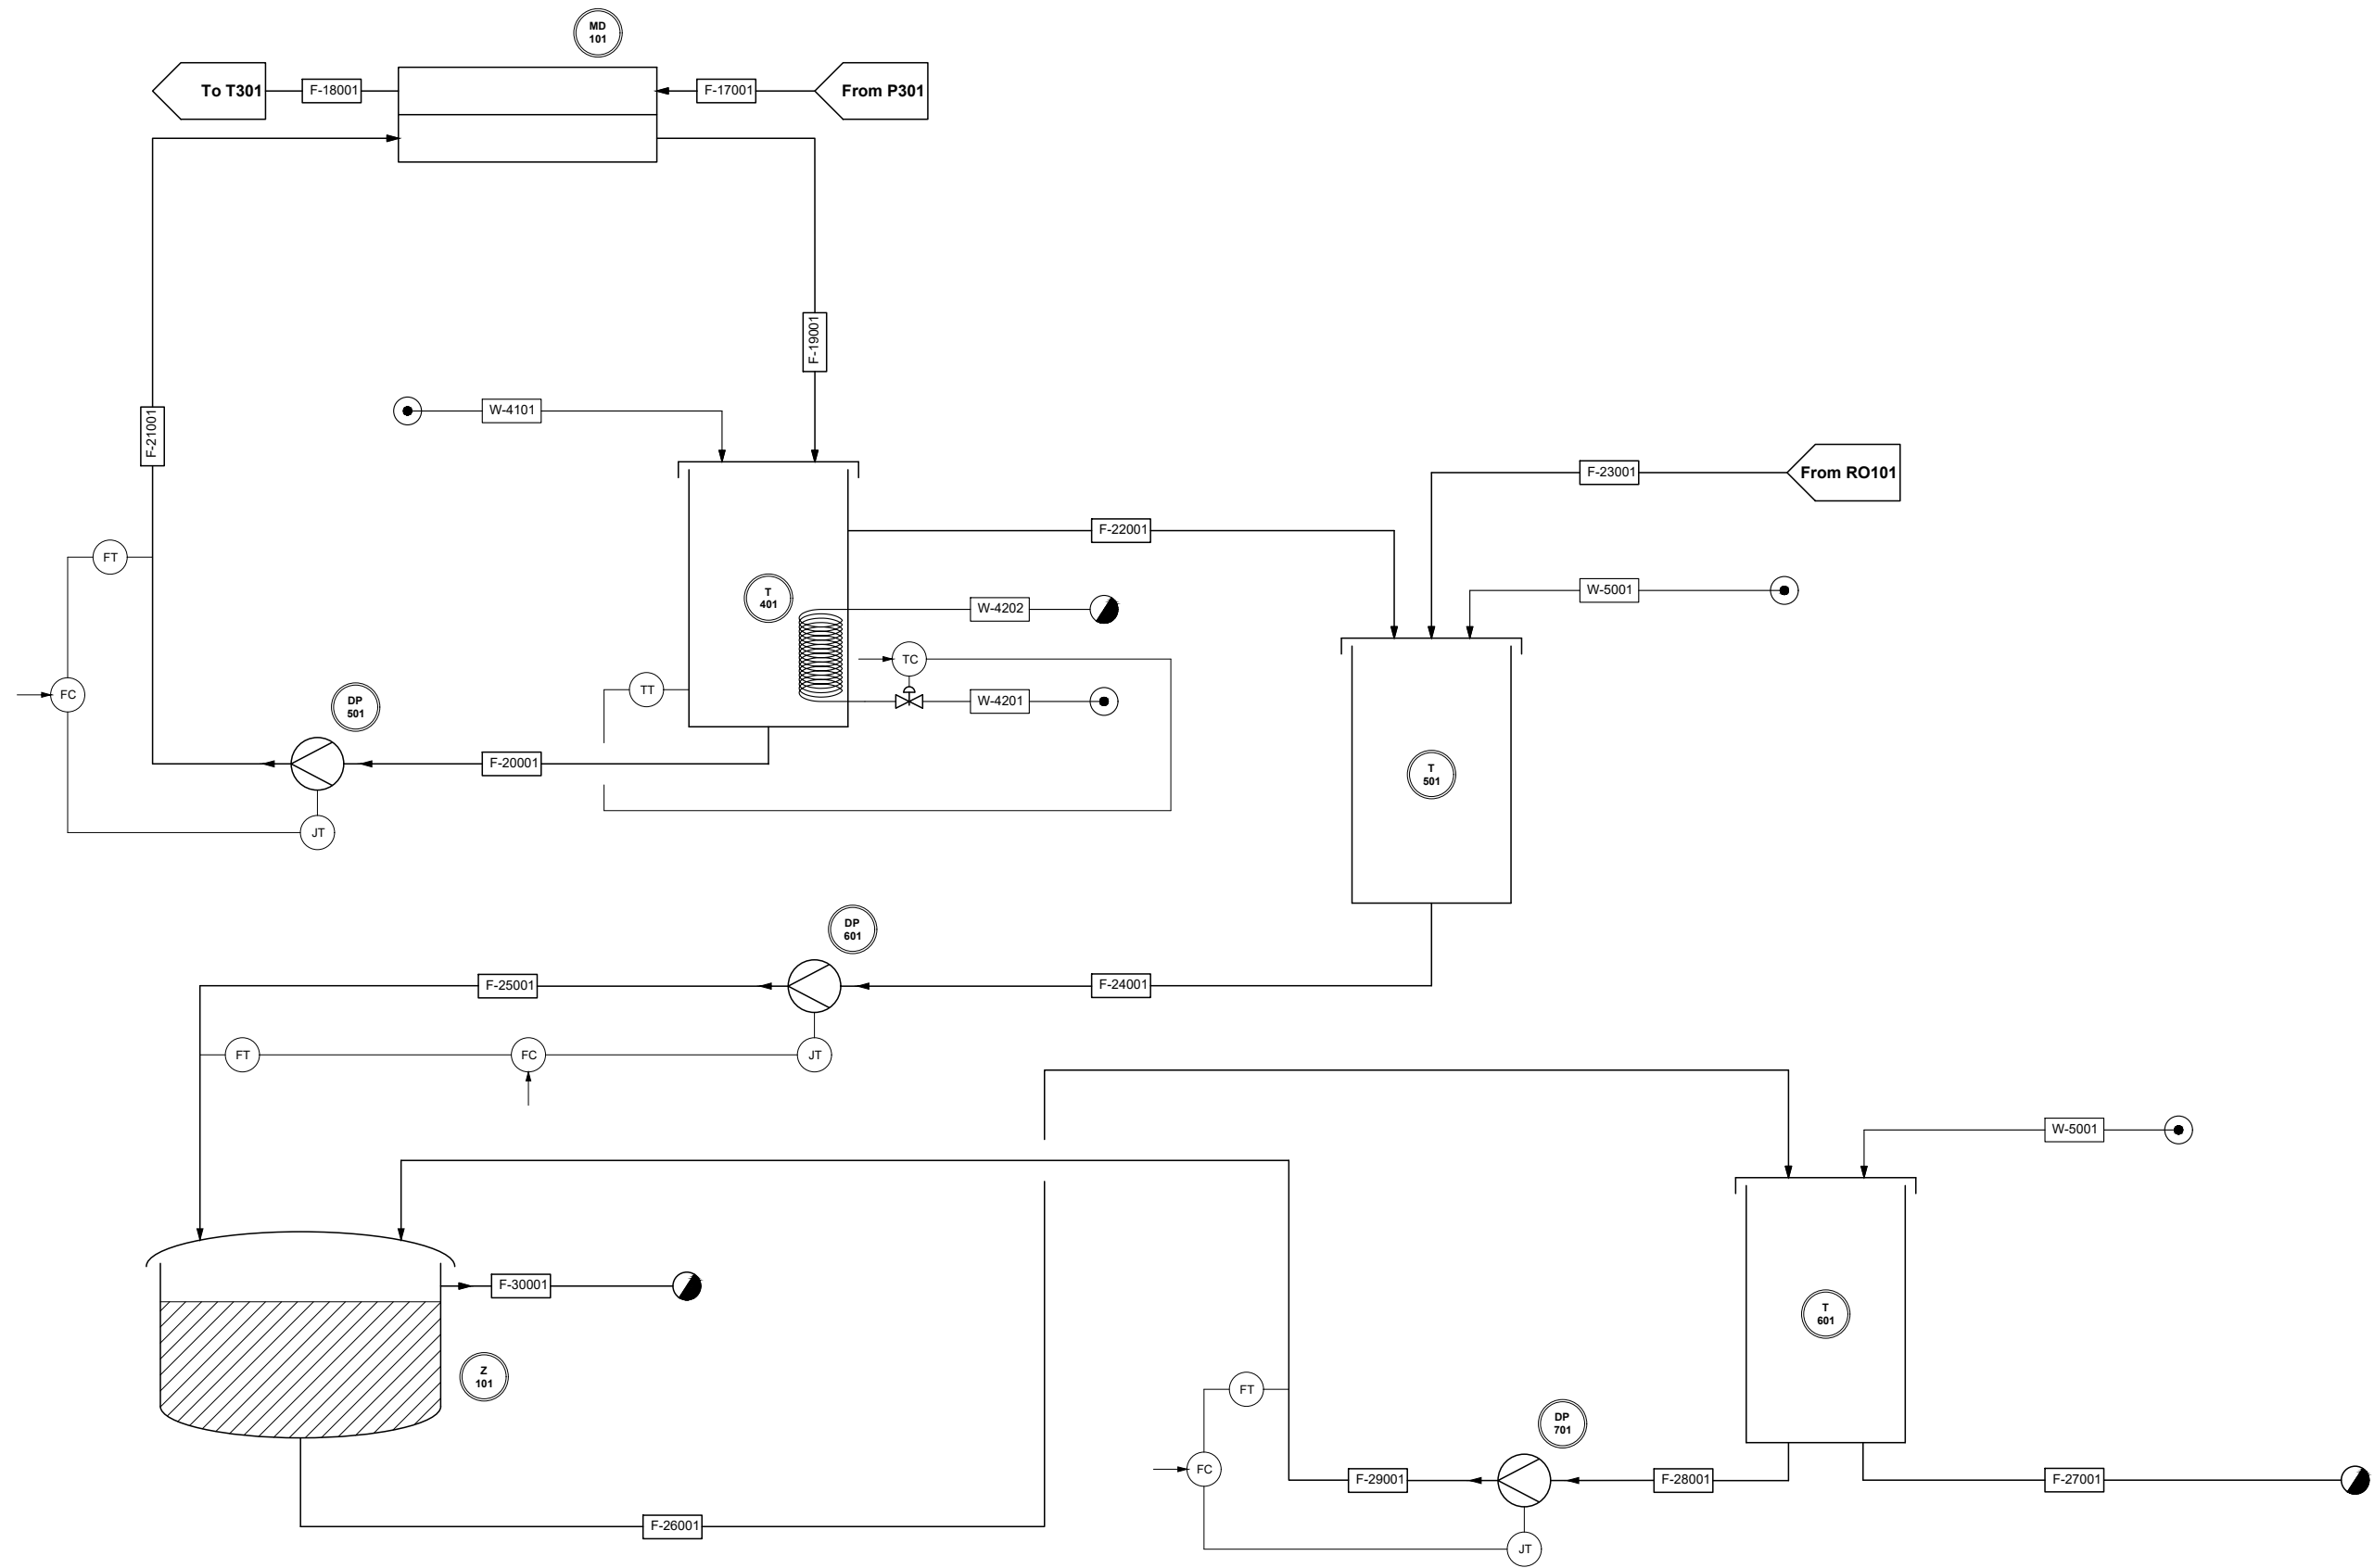 MD
101
To T301
F-18001
F-17001
From P301
F-19001
W-4101
F-21001
From RO101
F-23001
F-22001
FT
T
401
W-5001
W-4202
TC
TT
FC
DP
501
W-4201
F-20001
T
501
JT
DP
601
F-25001
F-24001
FT
FC
JT
W-5001
F-30001
T
601
Z
101
FT
DP
701
FC
F-29001
F-28001
F-27001
F-26001
JT